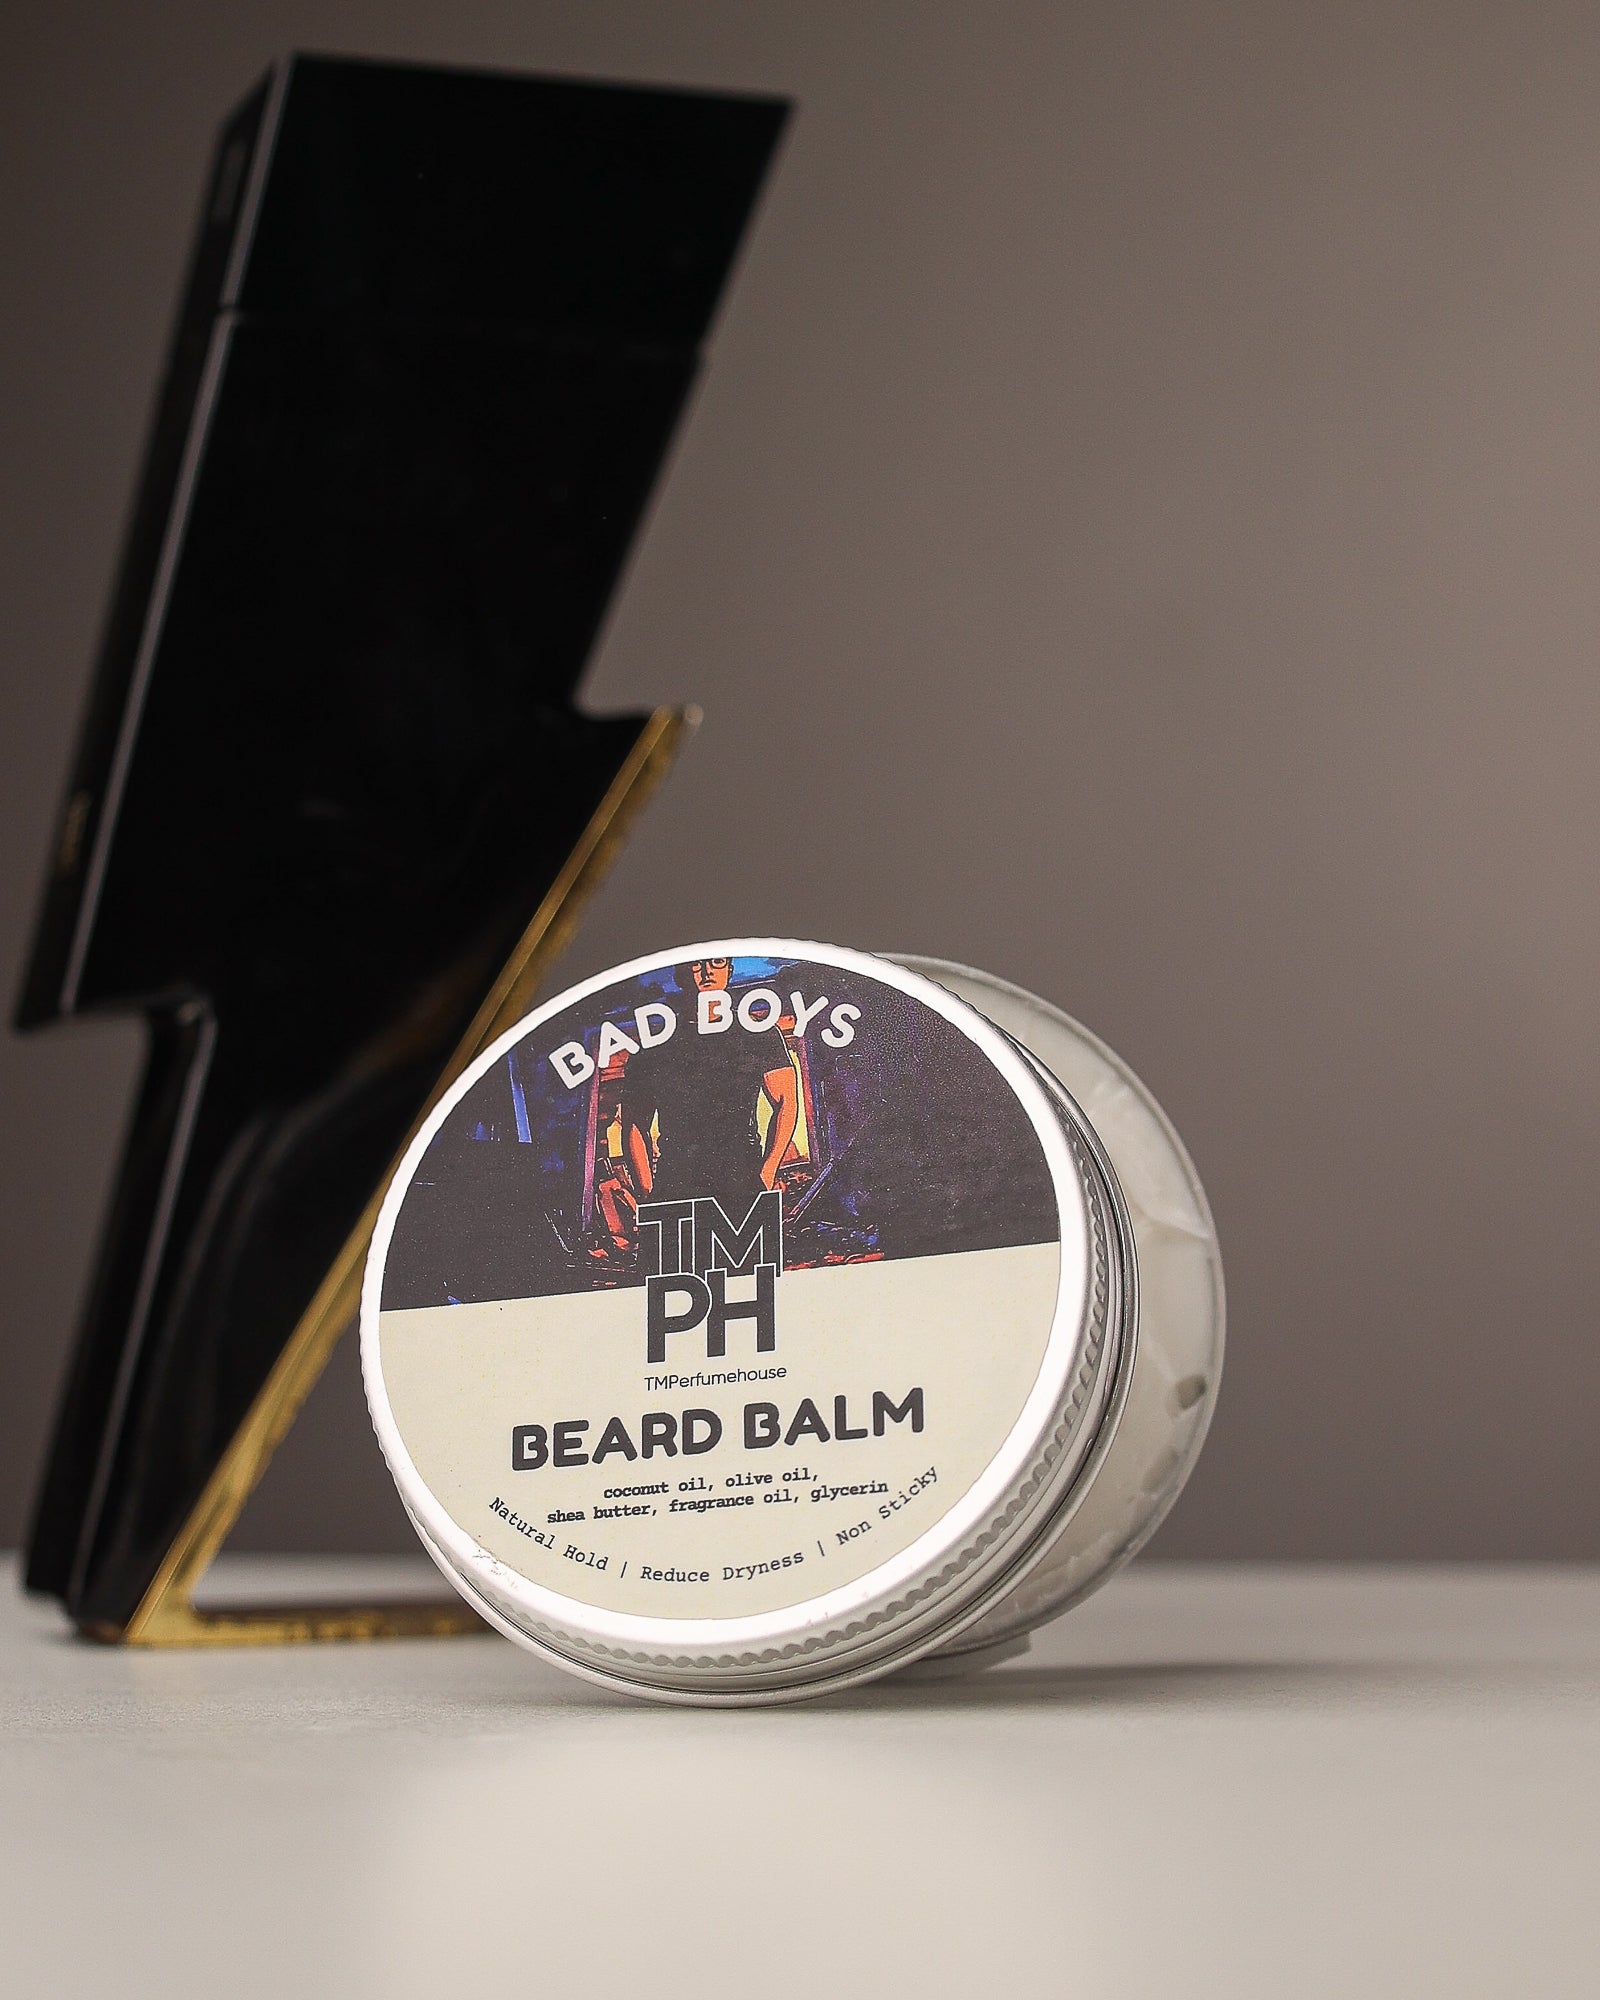 BAD BOYS
TM
PH
TMPerfumehouse
BEARD BALM
coconut oil, olive oil,
shea butter, fragrance oil, glycerin
Natural Hold | Reduce Dryness | Non Sticky